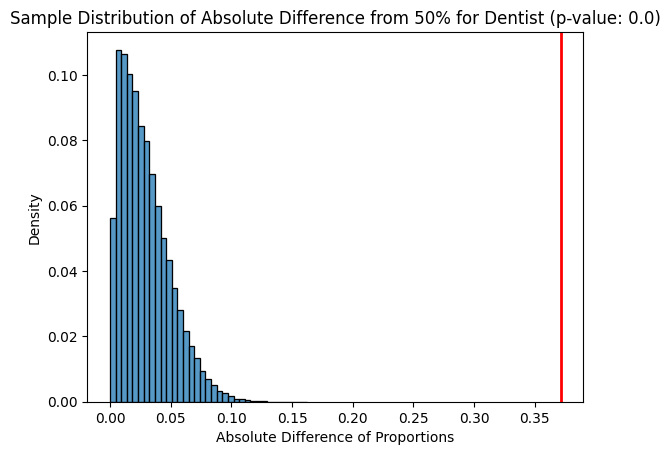 Sample Distribution of Absolute Difference from 50% for Dentist (p-value: 0.0)
Density
0.10
0.08
0.06
0.04
0.02
0.00
0.00 0.05 0.10 0.15 0.20 0.25 0.30 0.35
Absolute Difference of Proportions